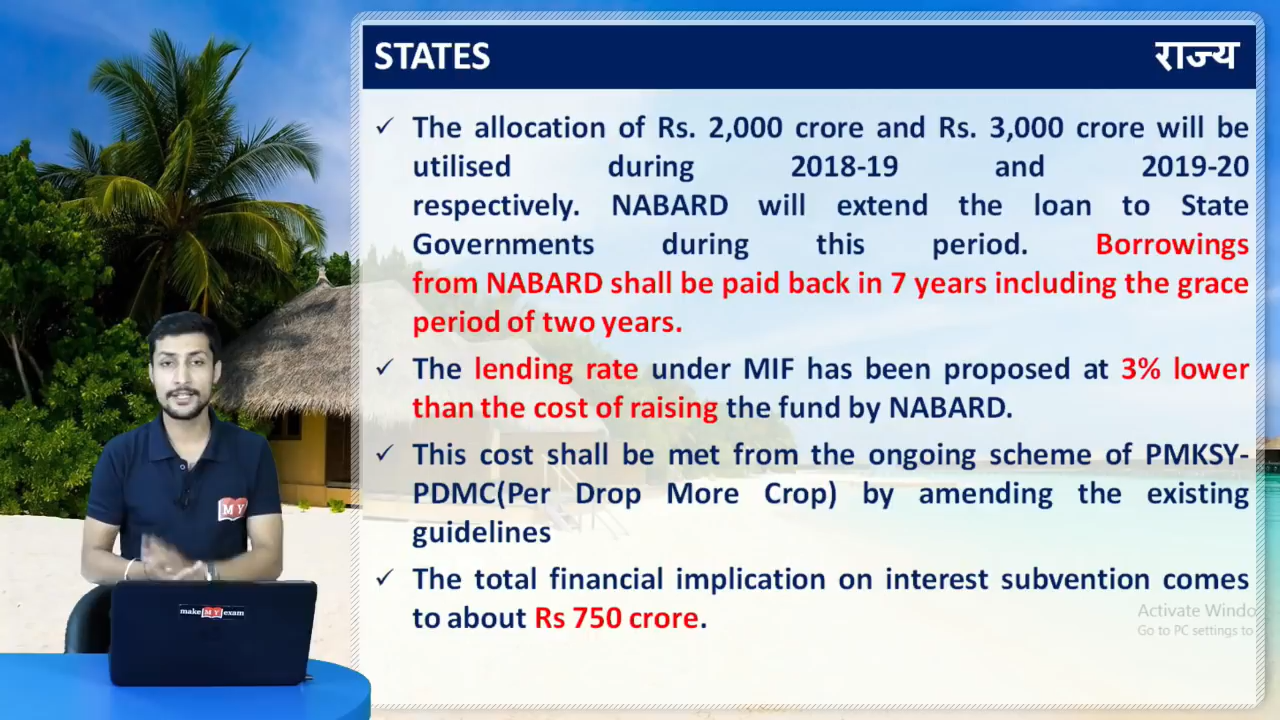 STATES राज्य
✓ The allocation of Rs. 2,000 crore and Rs. 3,000 crore will be
utilised during 2018-19 and 2019-20
respectively. NABARD will extend the loan to State
Governments during this period. Borrowings
from NABARD shall be paid back in 7 years including the grace
period of two years.
✓ The lending rate under MIF has been proposed at 3% lower
than the cost of raising the fund by NABARD.
✓ This cost shall be met from the ongoing scheme of PMKSY-
PDMC(Per Drop More Crop) by amending the existing
guidelines
✓ The total financial implication on interest subvention comes
to about Rs 750 crore.
Activate Windo
Go to PC settings to
MY
make MY exam